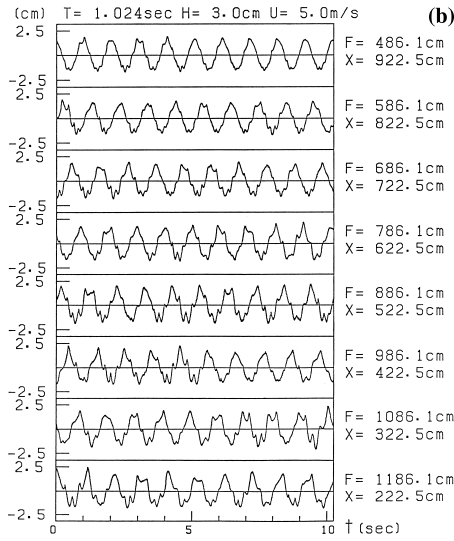 (cm) T= 1.024sec H= 3.0cm U= 5.0m/s (b)
2.5
F= 486.1cm
X= 922.5cm
-2.5
2.5
F= 586.1cm
X= 822.5cm
-2.5
2.5
F= 686.1cm
X= 722.5cm
-2.5
2.5
F= 786.1cm
X= 622.5cm
-2.5
2.5
F= 886.1cm
X= 522.5cm
-2.5
2.5
F= 986.1cm
X= 422.5cm
-2.5
2.5
F= 1086.1cm
X= 322.5cm
-2.5
2.5
F= 1186.1cm
X= 222.5cm
-2.5
0 5 10 t(sec)